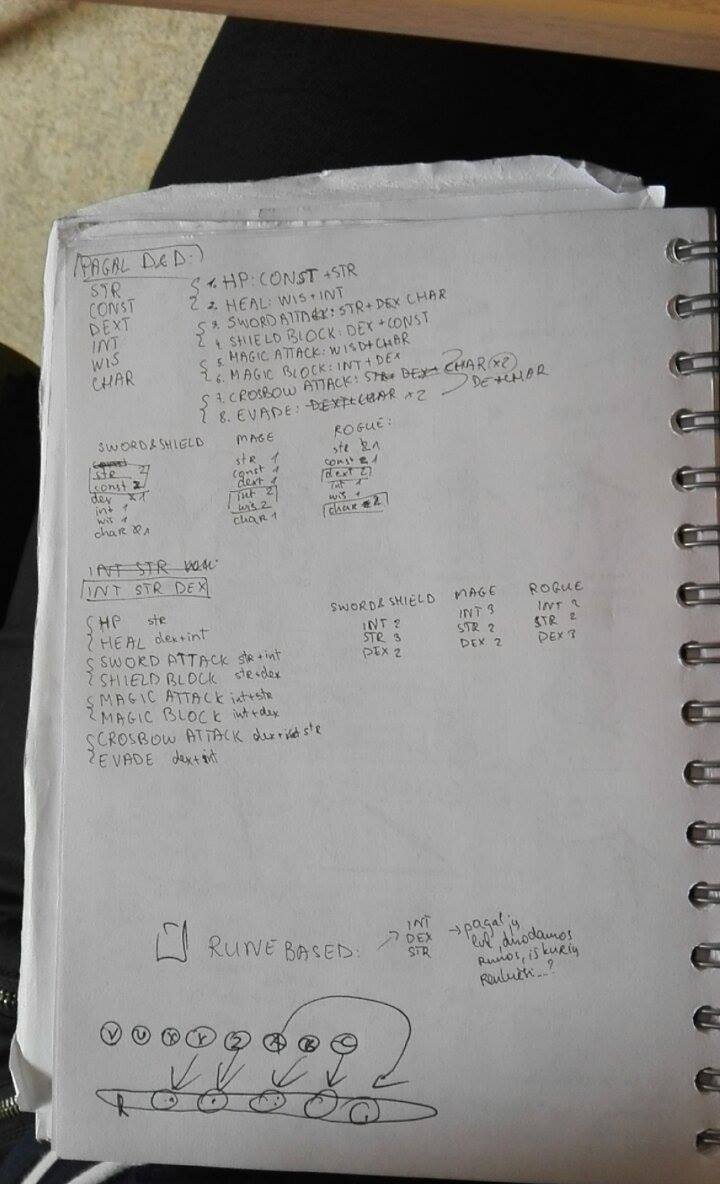 PAGAL D&D:
STR
CONST
DEXT
INT
WIS
CHAR
1. HP: CONST + STR
2. HEAL: WIS + INT
3. SWORD ATTACK: STR + DEX CHAR
4. SHIELD BLOCK: DEX + CONST
5. MAGIC ATTACK: WISD + CHAR
6. MAGIC BLOCK: INT + DEX
7. CROSBOW ATTACK: STR DEX + CHAR (x2)
8. EVADE: DEXT + CHAR x2
DEX+CHAR
SWORD & SHIELD
str 2
const 2
dex 1
int 1
wis 1
char 1
MAGE
str 1
const 1
dext 1
int 2
wis 2
char 1
ROGUE:
str 1
const 1
dext 2
int 1
wis 1
char 2
INT STR
INT STR DEX
HP str
HEAL dex+int
SWORD ATTACK str+int
SHIELD BLOCK str+dex
MAGIC ATTACK int+str
MAGIC BLOCK int+dex
CROSBOW ATTACK dex+int str
EVADE dex+int
SWORD & SHIELD
INT 2
STR 3
DEX 2
MAGE
INT 3
STR 2
DEX 2
ROGUE
INT 2
STR 2
DEX 3
RUNE BASED:
INT
DEX
STR
pagal jų
lvl, duodamos
runos, iš kurių
V U X Y Z A B C
R